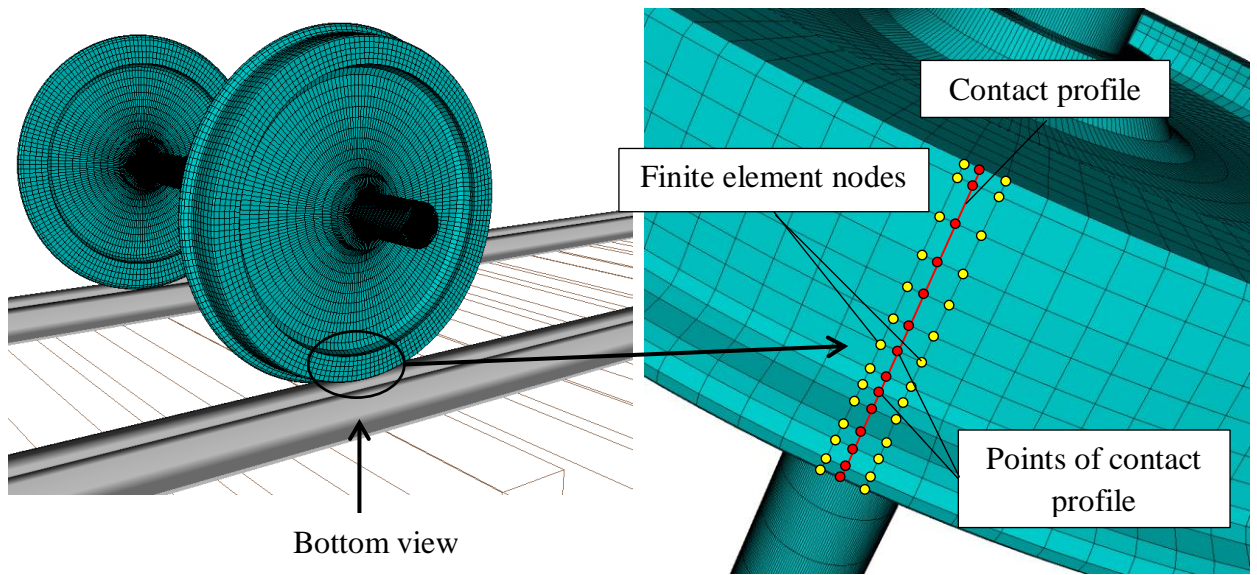 Contact profile
Finite element nodes
Points of contact
profile
Bottom view